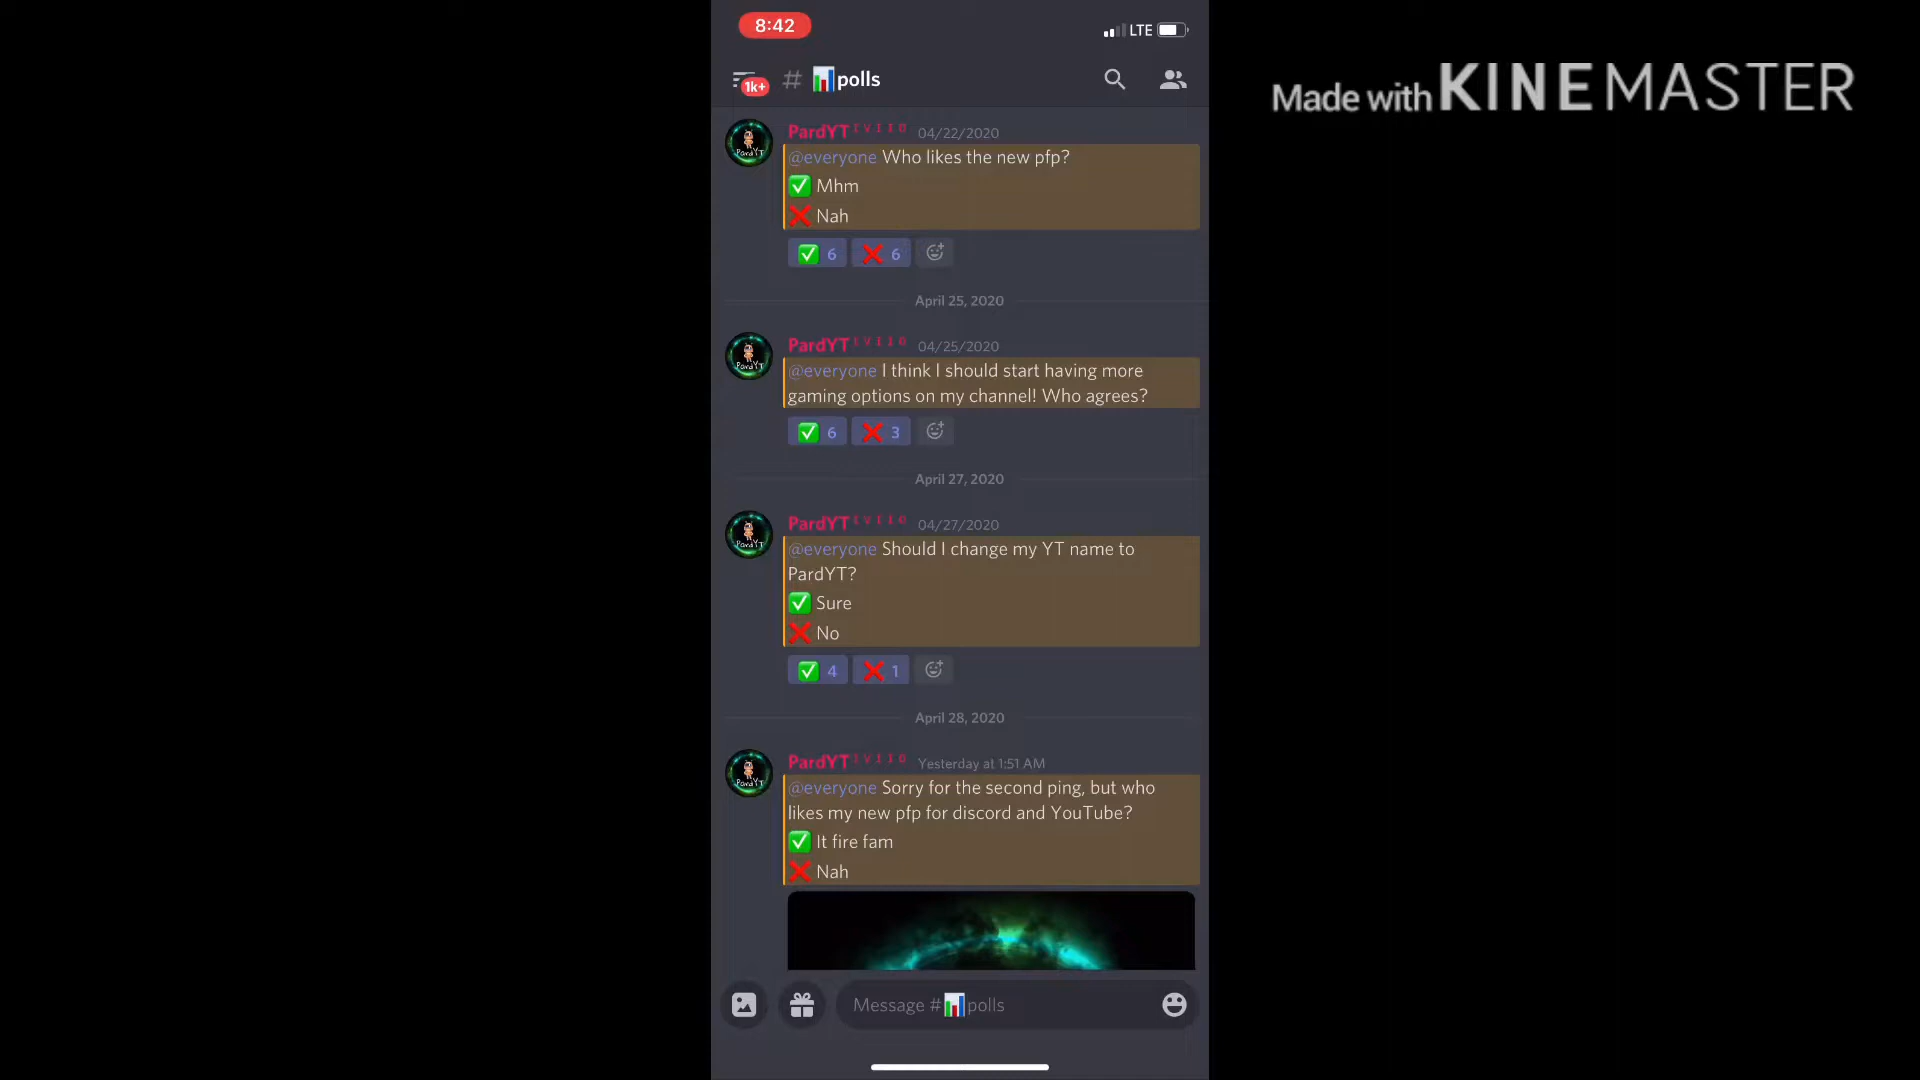 8:42
LTE
Made with KINEMASTER
1k+
# 📊polls
PardYT 04/22/2020
@everyone Who likes the new pfp?
✅ Mhm
❌ Nah
✅ 6 ❌ 6
April 25, 2020
PardYT 04/25/2020
@everyone I think I should start having more
gaming options on my channel! Who agrees?
✅ 6 ❌ 3
April 27, 2020
PardYT 04/27/2020
@everyone Should I change my YT name to
PardYT?
✅ Sure
❌ No
✅ 4 ❌ 1
April 28, 2020
PardYT Yesterday at 1:51 AM
@everyone Sorry for the second ping, but who
likes my new pfp for discord and YouTube?
✅ It fire fam
❌ Nah
Message #📊polls